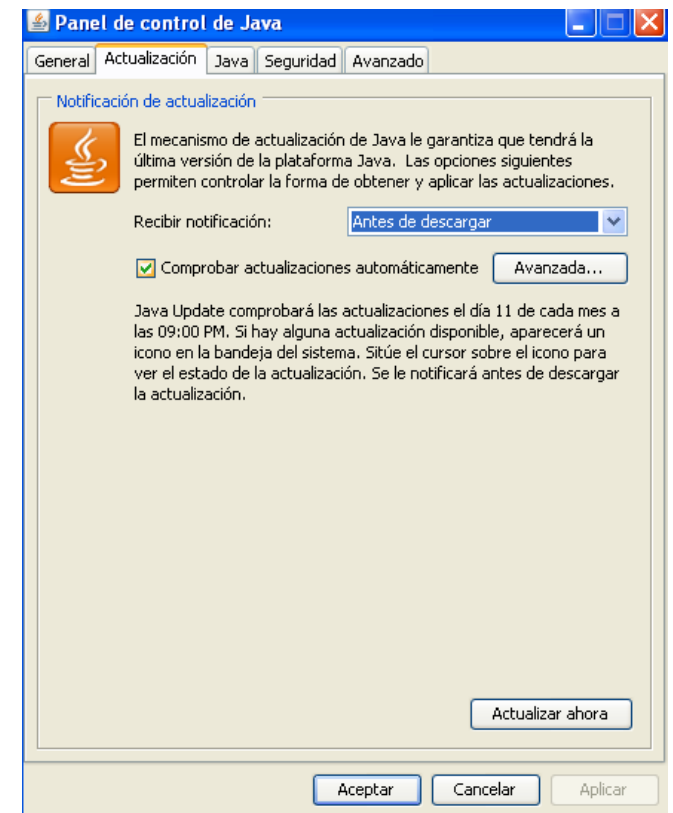 Panel de control de Java
General Actualización Java Seguridad Avanzado
Notificación de actualización
El mecanismo de actualización de Java le garantiza que tendrá la
última versión de la plataforma Java. Las opciones siguientes
permiten controlar la forma de obtener y aplicar las actualizaciones.
Recibir notificación: Antes de descargar
Comprobar actualizaciones automáticamente Avanzada...
Java Update comprobará las actualizaciones el día 11 de cada mes a
las 09:00 PM. Si hay alguna actualización disponible, aparecerá un
icono en la bandeja del sistema. Sitúe el cursor sobre el icono para
ver el estado de la actualización. Se le notificará antes de descargar
la actualización.
Actualizar ahora
Aceptar Cancelar Aplicar